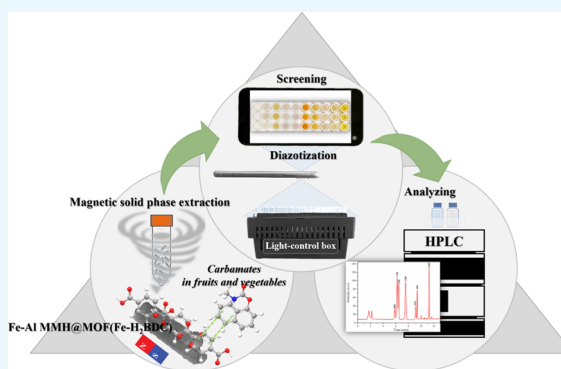 Screening
Diazotization
Analyzing
Magnetic solid phase extraction
Light-control box
HPLC
Carbamates
in fruits and vegetables
Fe-Al MMH@MOF(Fe-H₂BDC)
N
S